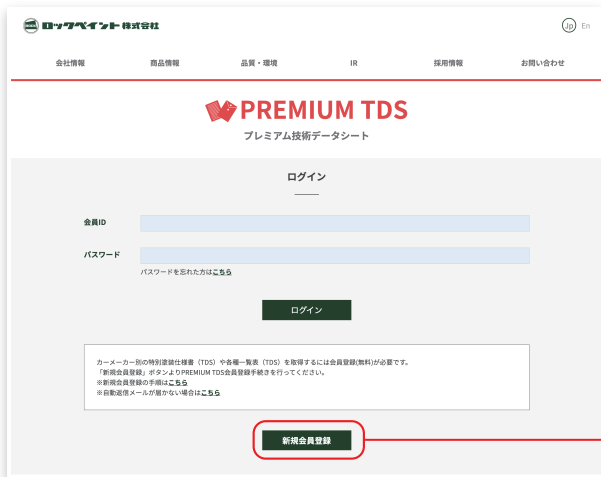 ROCK ロックペイント株式会社
Jp En
会社情報 商品情報 品質・環境 IR 採用情報 お問い合わせ
PREMIUM TDS
プレミアム技術データシート
ログイン
会員ID
パスワード
パスワードを忘れた方はこちら
ログイン
カーメーカー別の特別塗装仕様書（TDS）や各種一覧表（TDS）を取得するには会員登録(無料)が必要です。
「新規会員登録」ボタンよりPREMIUM TDS会員登録手続きを行ってください。
※新規会員登録の手順はこちら
※自動返信メールが届かない場合はこちら
新規会員登録